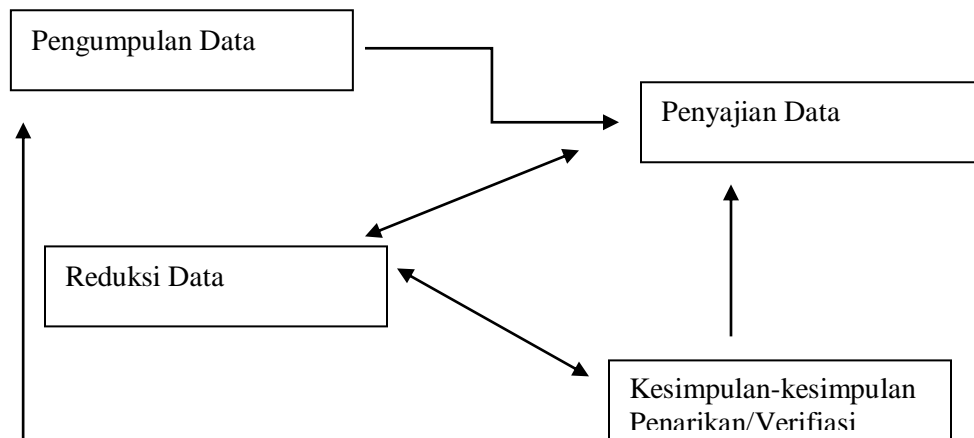 Pengumpulan Data
Penyajian Data
Reduksi Data
Kesimpulan-kesimpulan
Penarikan/Verifiasi